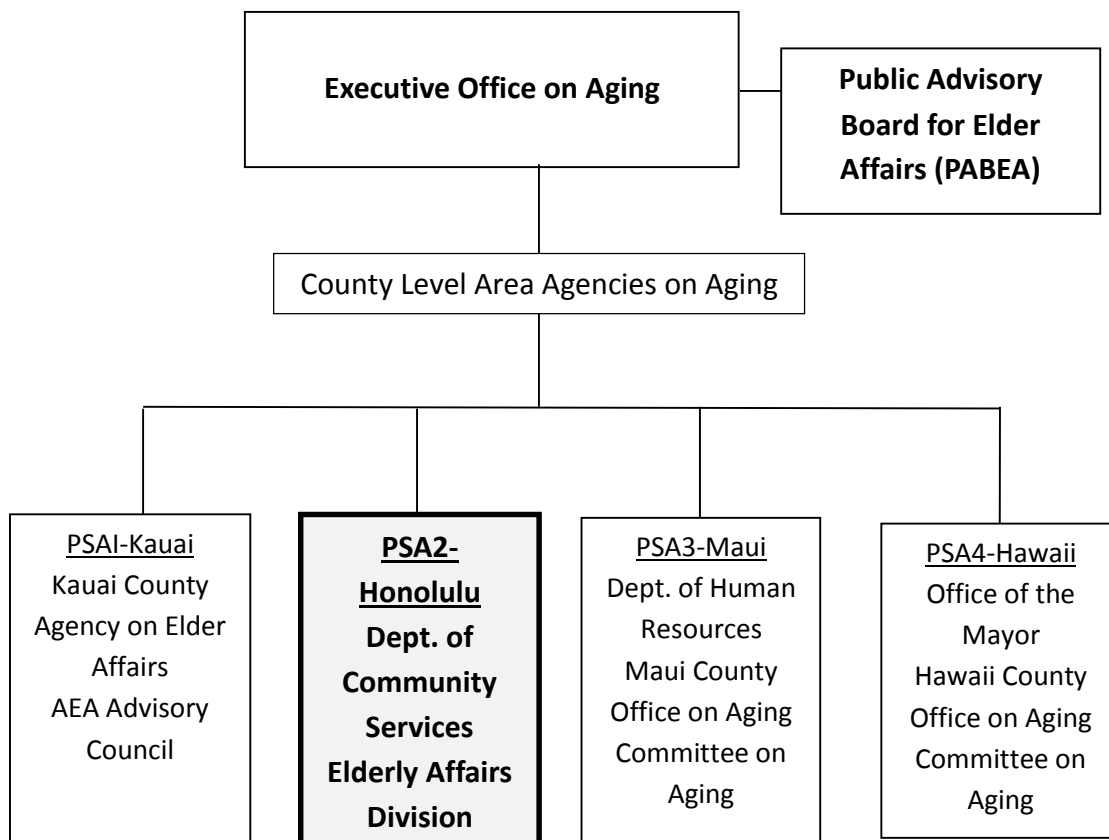 Executive Office on Aging
Public Advisory
Board for Elder
Affairs (PABEA)
County Level Area Agencies on Aging
PSAI-Kauai
Kauai County
Agency on Elder
Affairs
AEA Advisory
Council
PSA2-
Honolulu
Dept. of
Community
Services
Elderly Affairs
Division
PSA3-Maui
Dept. of Human
Resources
Maui County
Office on Aging
Committee on
Aging
PSA4-Hawaii
Office of the
Mayor
Hawaii County
Office on Aging
Committee on
Aging